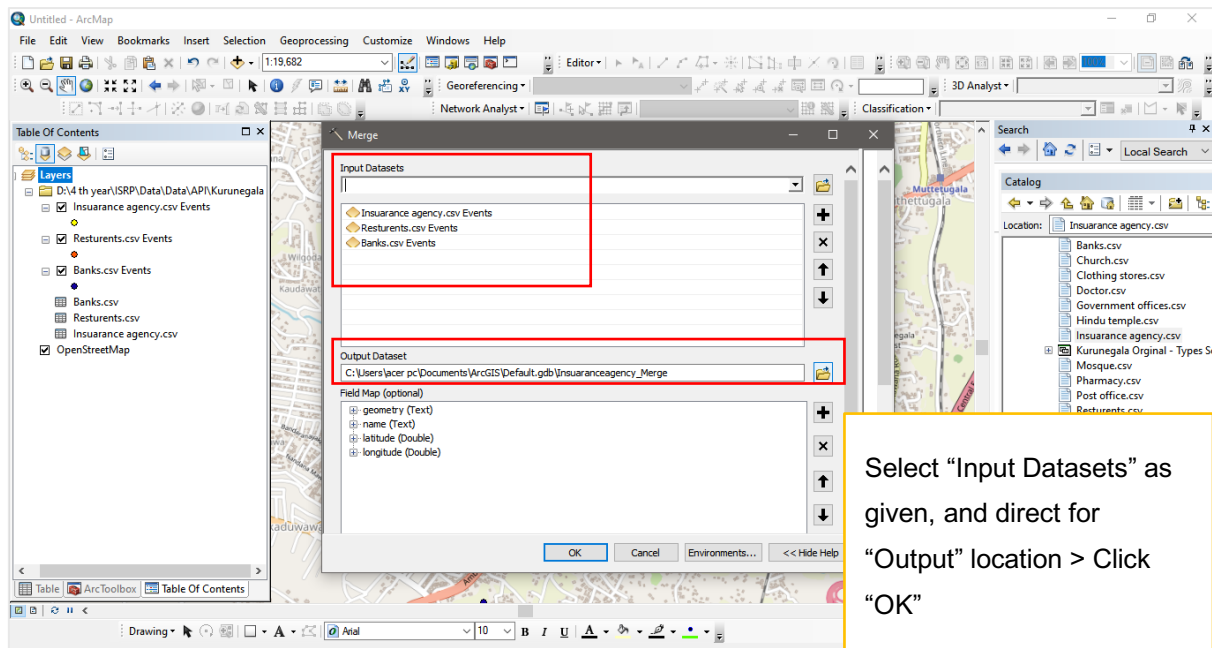 Untitled - ArcMap
File Edit View Bookmarks Insert Selection Geoprocessing Customize Windows Help
1:19,682
Editor
Georeferencing
3D Analyst
Network Analyst
Classification
Table Of Contents
Layers
D:\4 th year\ISRP\Data\Data\API\Kurunegala
Insuarance agency.csv Events
Resturents.csv Events
Banks.csv Events
Banks.csv
Resturents.csv
Insuarance agency.csv
OpenStreetMap
Table
ArcToolbox
Table Of Contents
Merge
Input Datasets
Insuarance agency.csv Events
Resturents.csv Events
Banks.csv Events
Output Dataset
C:\Users\acer pc\Documents\ArcGIS\Default.gdb\Insuaranceagency_Merge
Field Map (optional)
geometry (Text)
name (Text)
latitude (Double)
longitude (Double)
OK Cancel Environments... << Hide Help
Muttetugala
Search
Local Search
Catalog
Location: Insuarance agency.csv
Banks.csv
Church.csv
Clothing stores.csv
Doctor.csv
Government offices.csv
Hindu temple.csv
Insuarance agency.csv
Kurunegala Orginal - Types S
Mosque.csv
Pharmacy.csv
Post office.csv
Resturents.csv
Select “Input Datasets” as
given, and direct for
“Output” location > Click
“OK”
Drawing
A
Arial
10
B I U A